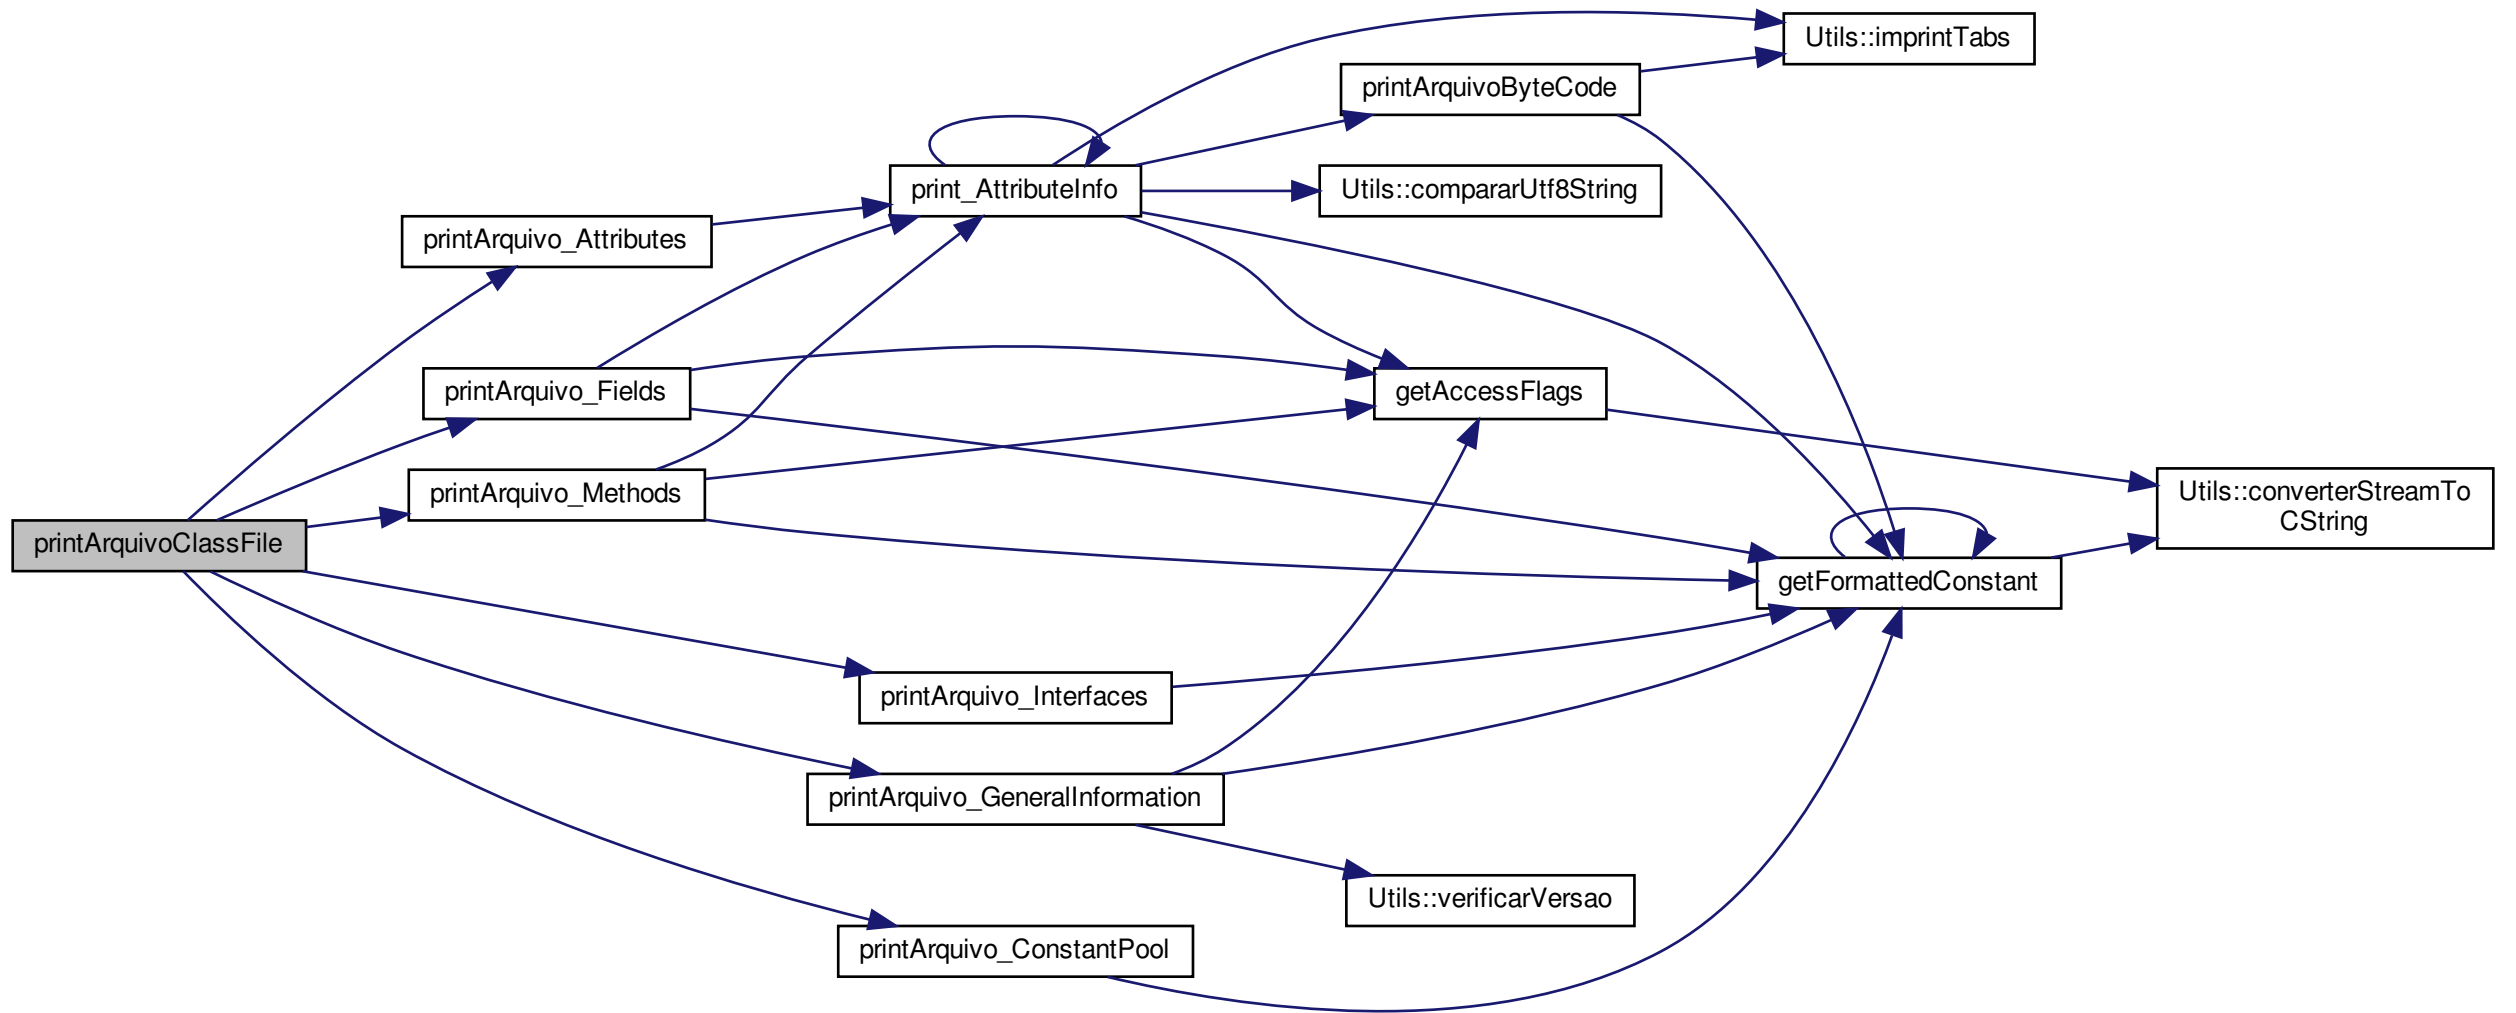 Utils::imprintTabs
printArquivoByteCode
print_AttributeInfo
Utils::compararUtf8String
printArquivo_Attributes
printArquivo_Fields
getAccessFlags
printArquivo_Methods
Utils::converterStreamTo
CString
printArquivoClassFile
getFormattedConstant
printArquivo_Interfaces
printArquivo_GeneralInformation
Utils::verificarVersao
printArquivo_ConstantPool